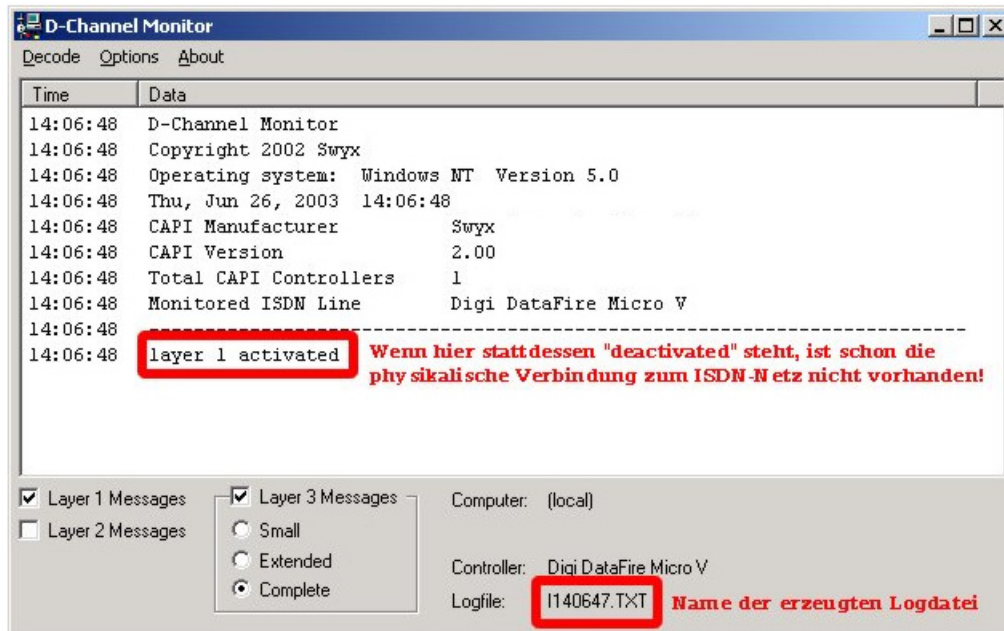 D-Channel Monitor
Decode Options About
Time Data
14:06:48 D-Channel Monitor
14:06:48 Copyright 2002 Swyx
14:06:48 Operating system: Windows NT Version 5.0
14:06:48 Thu, Jun 26, 2003 14:06:48
14:06:48 CAPI Manufacturer Swyx
14:06:48 CAPI Version 2.00
14:06:48 Total CAPI Controllers 1
14:06:48 Monitored ISDN Line Digi DataFire Micro V
14:06:48 -------------------------------------------------------------------------
14:06:48 layer 1 activated Wenn hier stattdessen "deactivated" steht, ist schon die
physikalische Verbindung zum ISDN-Netz nicht vorhanden!
Layer 1 Messages Layer 3 Messages Computer: (local)
Layer 2 Messages Small
Extended Controller: Digi DataFire Micro V
Complete Logfile: I140647.TXT Name der erzeugten Logdatei